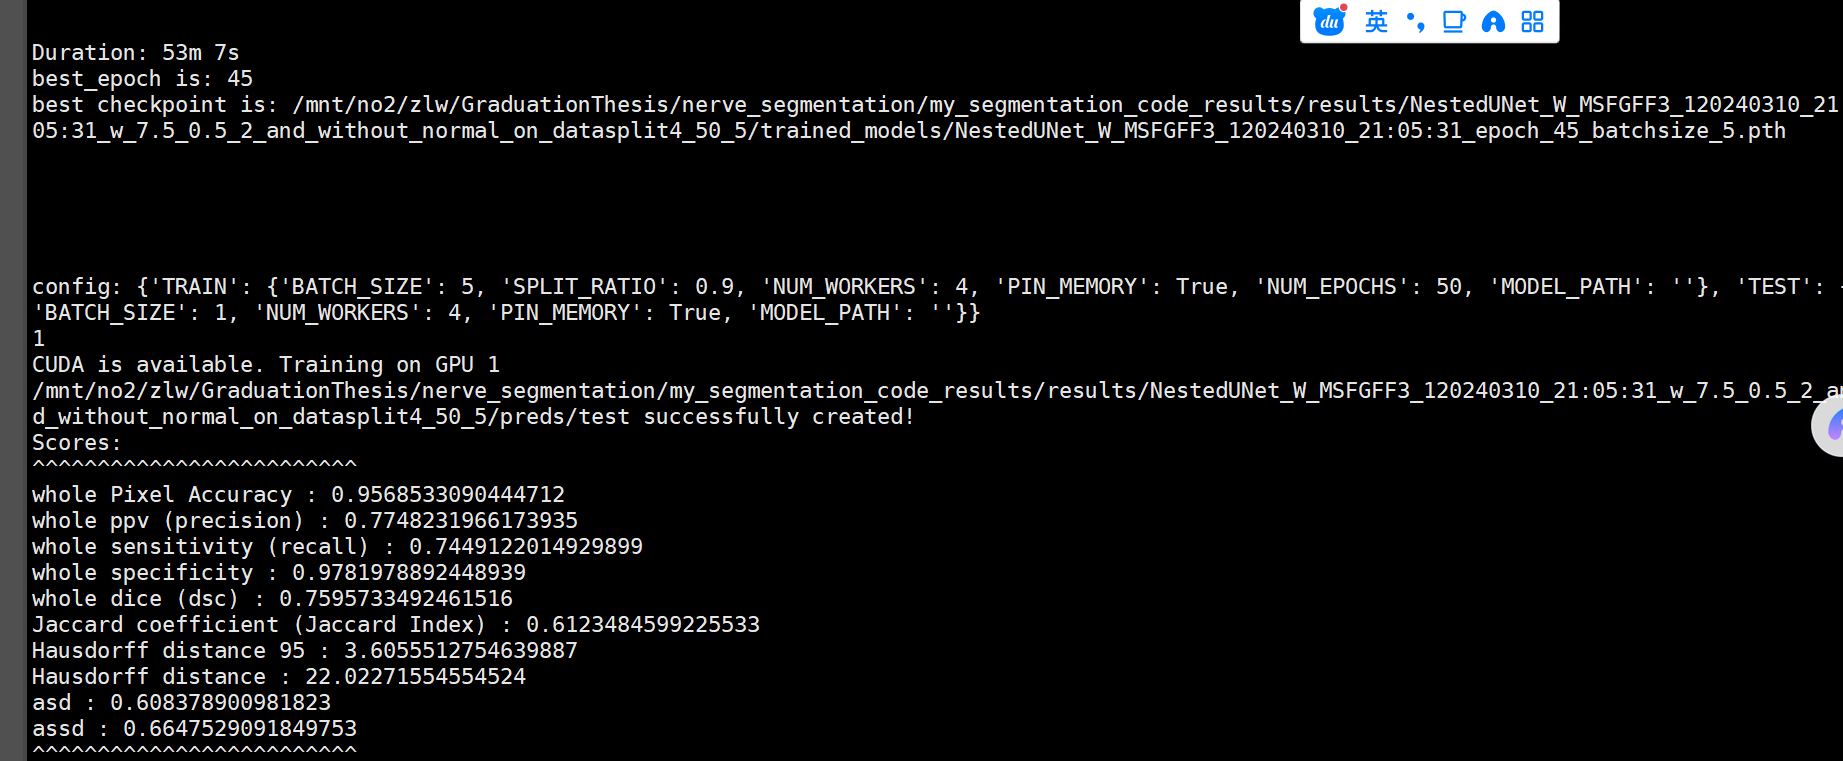 du 英
Duration: 53m 7s
best_epoch is: 45
best checkpoint is: /mnt/no2/zlw/GraduationThesis/nerve_segmentation/my_segmentation_code_results/results/NestedUNet_W_MSFGFF3_120240310_21
05:31_w_7.5_0.5_2_and_without_normal_on_datasplit4_50_5/trained_models/NestedUNet_W_MSFGFF3_120240310_21:05:31_epoch_45_batchsize_5.pth
config: {'TRAIN': {'BATCH_SIZE': 5, 'SPLIT_RATIO': 0.9, 'NUM_WORKERS': 4, 'PIN_MEMORY': True, 'NUM_EPOCHS': 50, 'MODEL_PATH': ''}, 'TEST': {
'BATCH_SIZE': 1, 'NUM_WORKERS': 4, 'PIN_MEMORY': True, 'MODEL_PATH': ''}}
1
CUDA is available. Training on GPU 1
/mnt/no2/zlw/GraduationThesis/nerve_segmentation/my_segmentation_code_results/results/NestedUNet_W_MSFGFF3_120240310_21:05:31_w_7.5_0.5_2_an
d_without_normal_on_datasplit4_50_5/preds/test successfully created!
Scores:
^^^^^^^^^^^^^^^^^^^^^^^^^
whole Pixel Accuracy : 0.9568533090444712
whole ppv (precision) : 0.7748231966173935
whole sensitivity (recall) : 0.7449122014929899
whole specificity : 0.9781978892448939
whole dice (dsc) : 0.7595733492461516
Jaccard coefficient (Jaccard Index) : 0.6123484599225533
Hausdorff distance 95 : 3.6055512754639887
Hausdorff distance : 22.02271554554524
asd : 0.608378900981823
assd : 0.6647529091849753
^^^^^^^^^^^^^^^^^^^^^^^^^